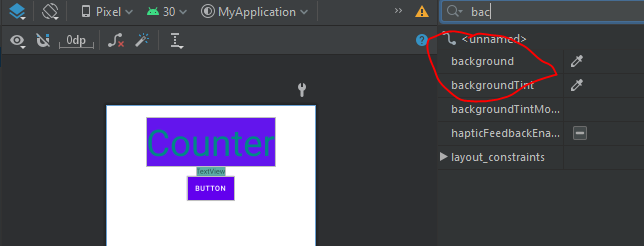 Pixel 30 MyApplication >> bac
0dp ? <unnamed>
background
backgroundTint
backgroundTintMo...
hapticFeedbackEna...
layout_constraints
Counter
TextView
BUTTON